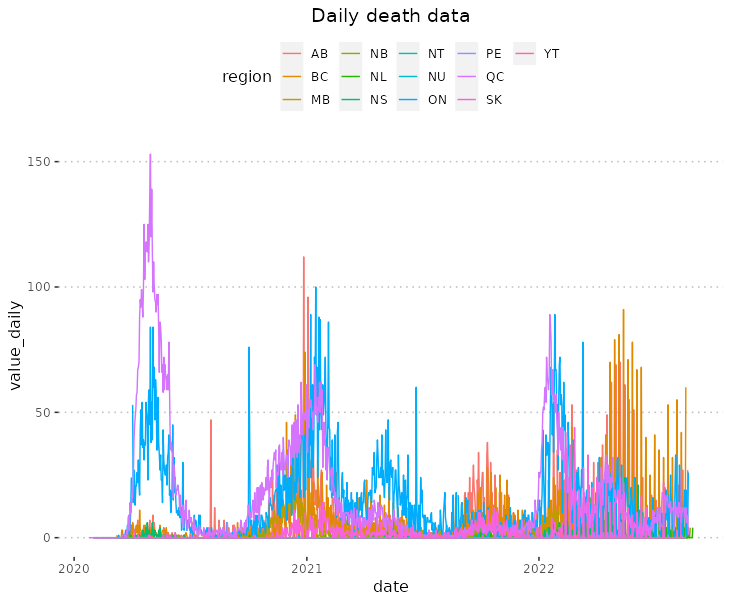 Daily death data
region
AB NB NT PE YT
BC NL NU QC
MB NS ON SK
value_daily
150
100
50
0
2020 2021 2022
date